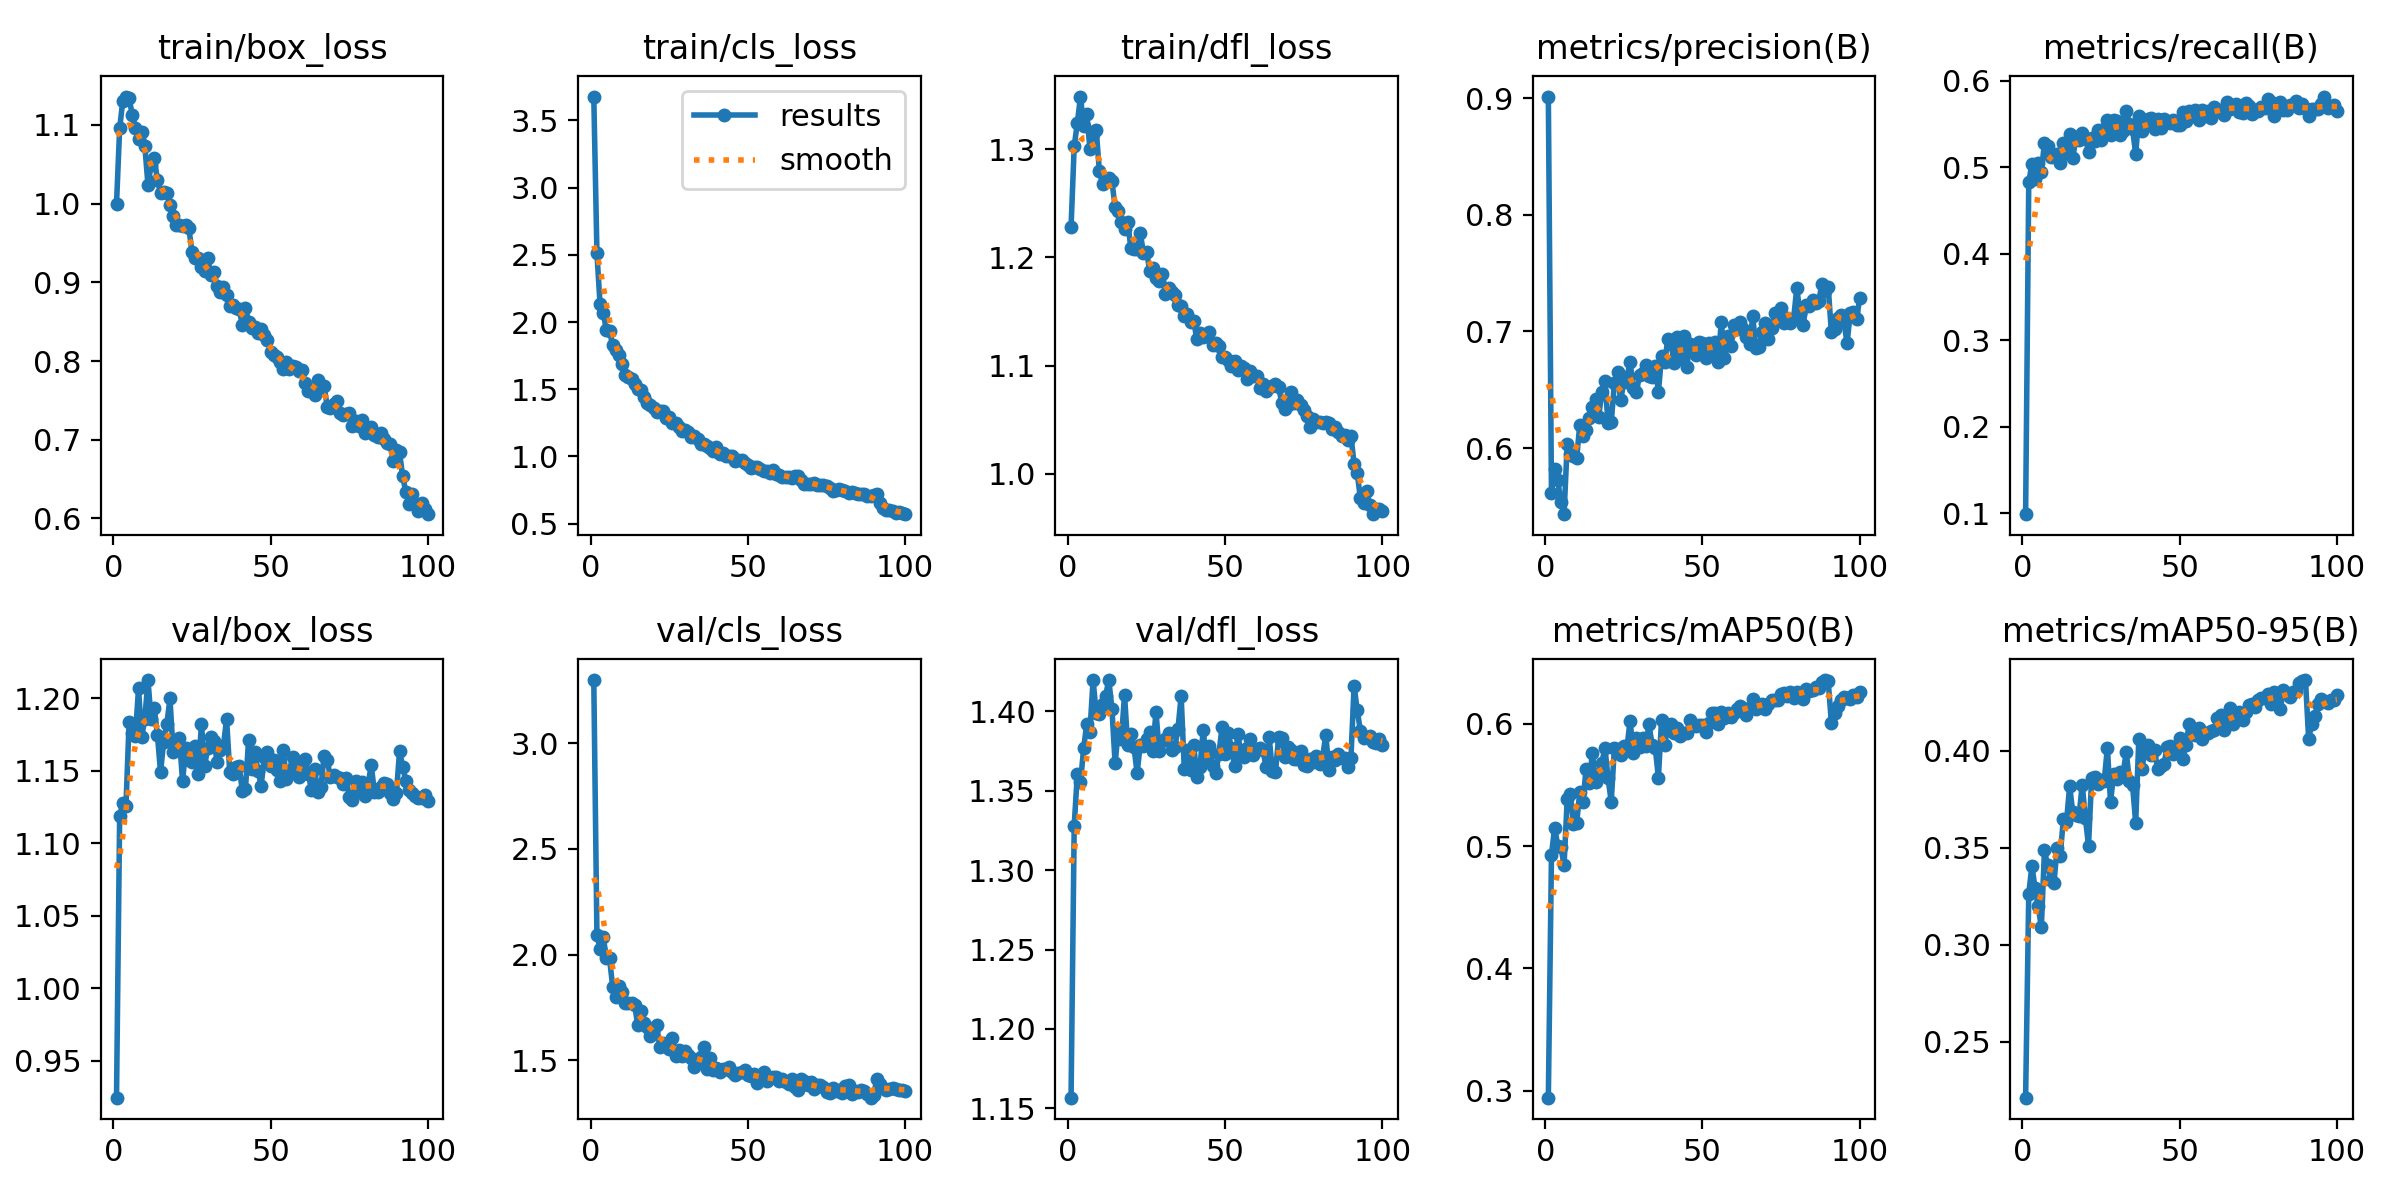 train/box_loss
1.1
1.0
0.9
0.8
0.7
0.6
0 50 100
train/cls_loss
results
smooth
3.5
3.0
2.5
2.0
1.5
1.0
0.5
0 50 100
train/dfl_loss
1.3
1.2
1.1
1.0
0 50 100
metrics/precision(B)
0.9
0.8
0.7
0.6
0 50 100
metrics/recall(B)
0.6
0.5
0.4
0.3
0.2
0.1
0 50 100
val/box_loss
1.20
1.15
1.10
1.05
1.00
0.95
0 50 100
val/cls_loss
3.0
2.5
2.0
1.5
0 50 100
val/dfl_loss
1.40
1.35
1.30
1.25
1.20
1.15
0 50 100
metrics/mAP50(B)
0.6
0.5
0.4
0.3
0 50 100
metrics/mAP50-95(B)
0.40
0.35
0.30
0.25
0 50 100